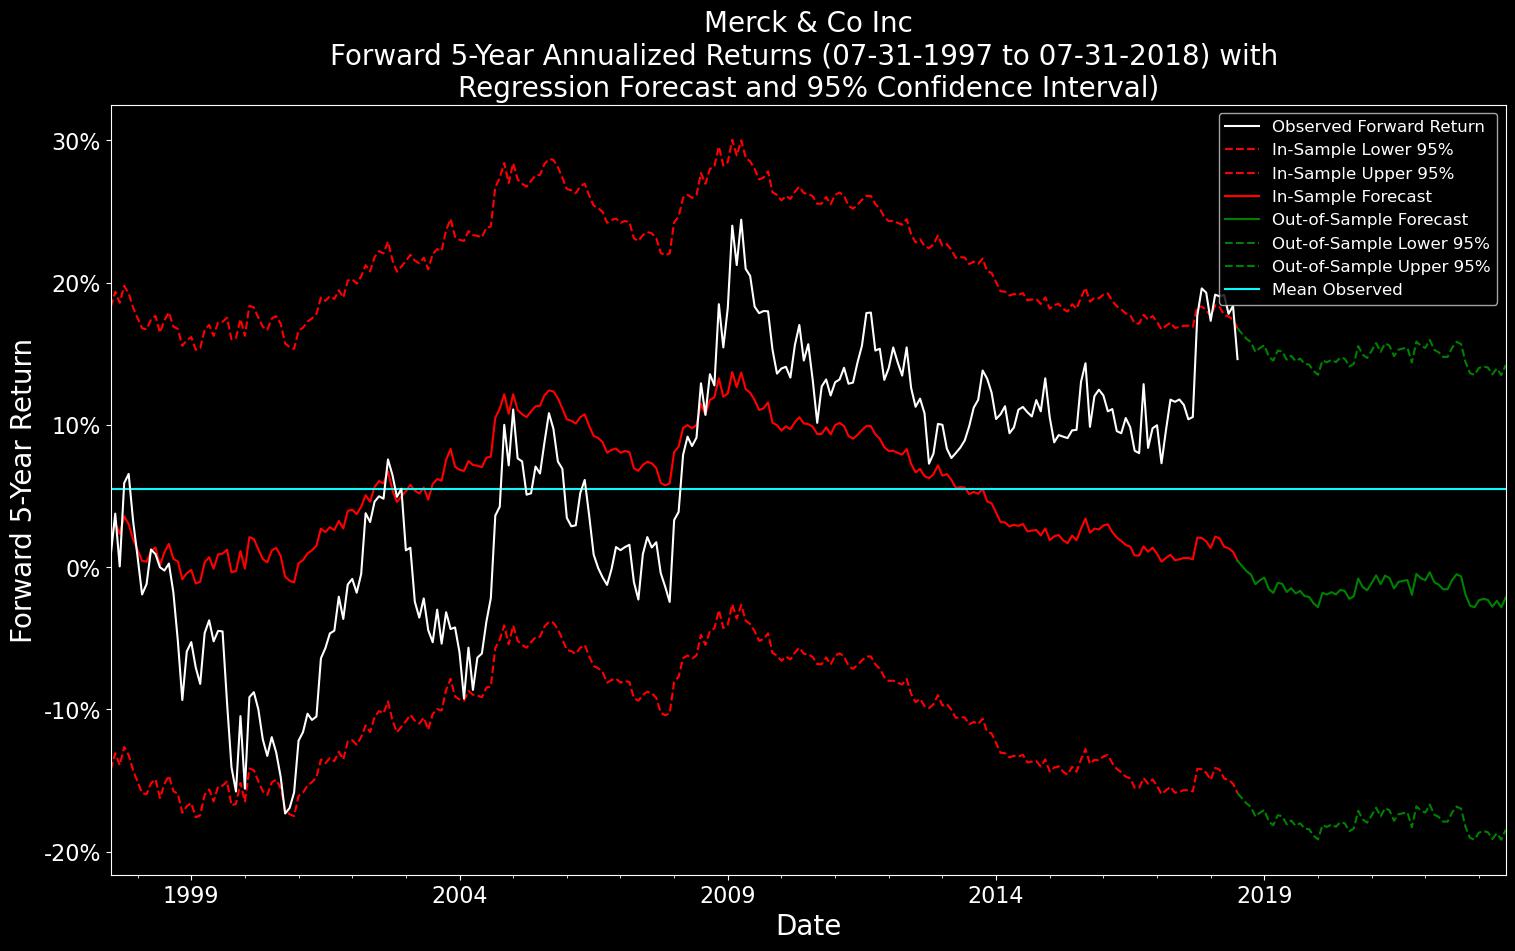 Merck & Co Inc
Forward 5-Year Annualized Returns (07-31-1997 to 07-31-2018) with
Regression Forecast and 95% Confidence Interval)
Forward 5-Year Return
30%
20%
10%
0%
-10%
-20%
Observed Forward Return
In-Sample Lower 95%
In-Sample Upper 95%
In-Sample Forecast
Out-of-Sample Forecast
Out-of-Sample Lower 95%
Out-of-Sample Upper 95%
Mean Observed
1999
2004
2009
2014
2019
Date